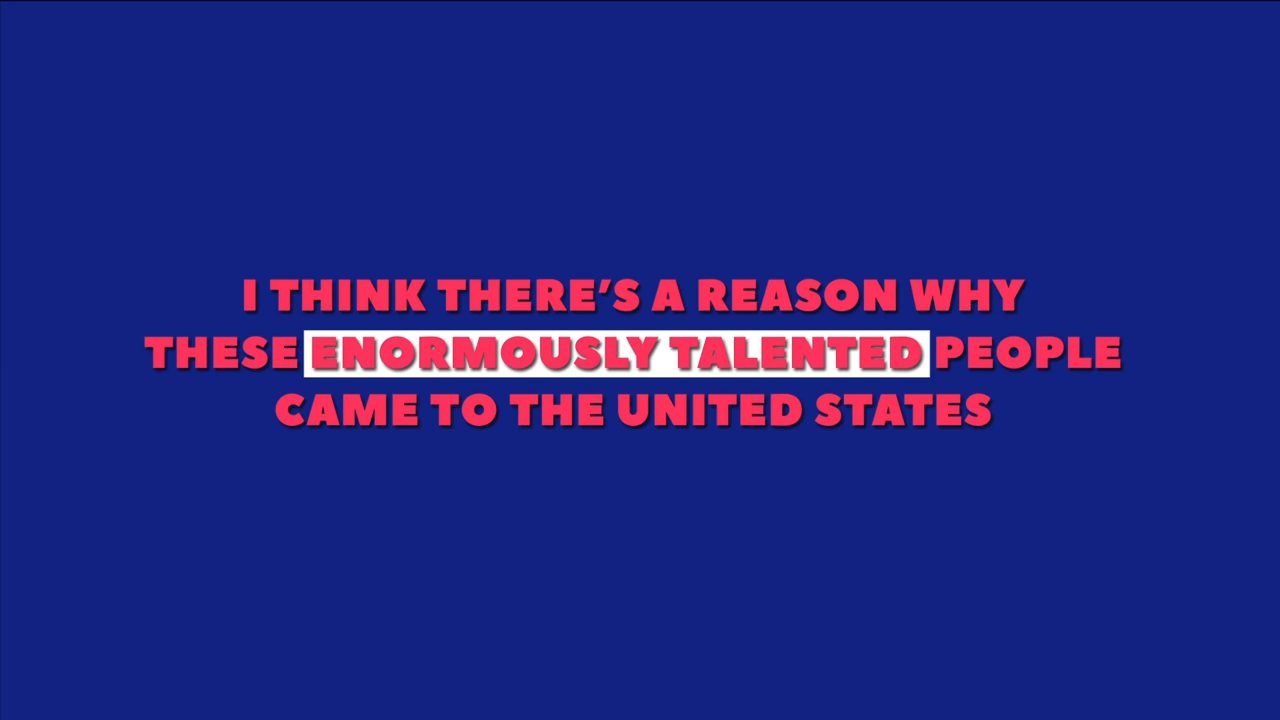 I THINK THERE’S A REASON WHY
THESE ENORMOUSLY TALENTED PEOPLE
CAME TO THE UNITED STATES